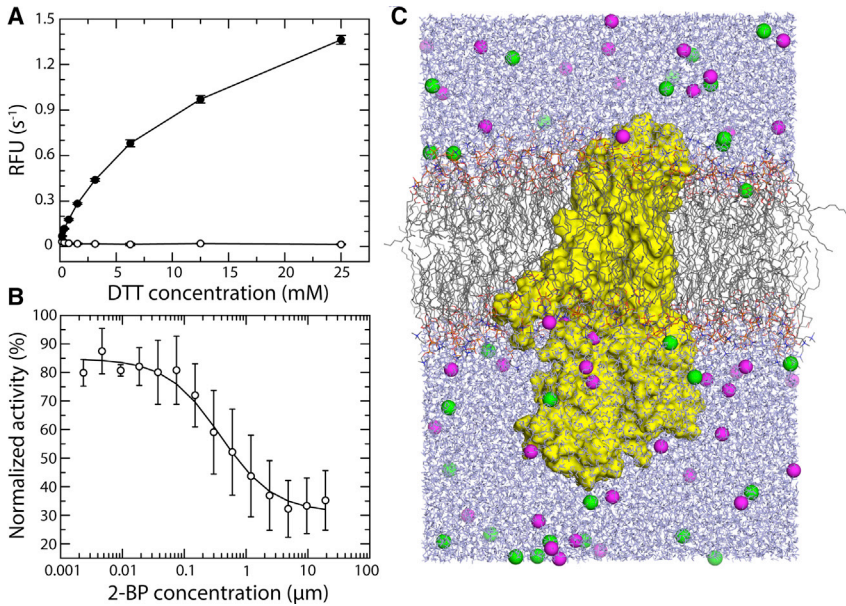 A
1.5
1.2
0.9
0.6
0.3
0
RFU (s⁻¹)
0 5 10 15 20 25
DTT concentration (mM)
B
100
90
80
70
60
50
40
30
20
Normalized activity (%)
0.001 0.01 0.1 1 10 100
2-BP concentration (μm)
C